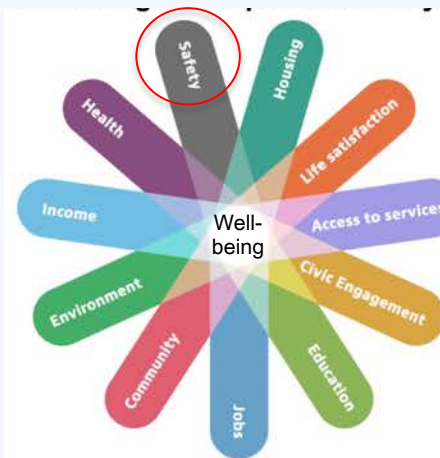 Safety
Housing
Life satisfaction
Access to services
Civic Engagement
Education
Jobs
Community
Environment
Income
Health
Well-
being